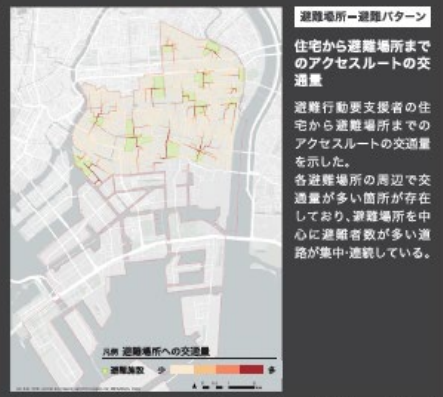 避難場所ー避難パターン
住宅から避難場所まで
のアクセスルートの交
通量
避難行動要支援者の住
宅から避難場所までの
アクセスルートの交通量
を示した。
各避難場所の周辺で交
通量が多い箇所が存在
しており、避難場所を中
心に避難者数が多い道
路が集中・連続している。
凡例 避難場所への交通量
避難施設 少 多